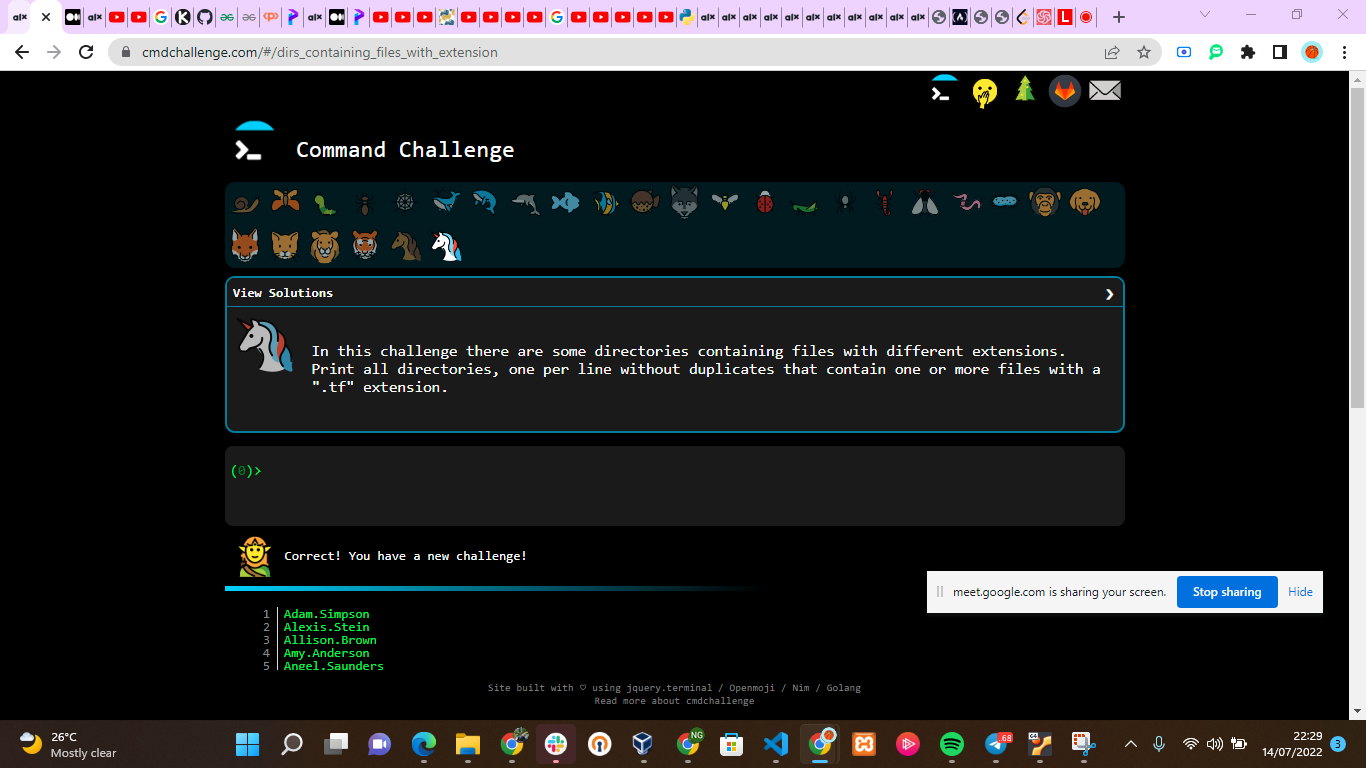 cmdchallenge.com/#/dirs_containing_files_with_extension
Command Challenge
View Solutions
In this challenge there are some directories containing files with different extensions.
Print all directories, one per line without duplicates that contain one or more files with a
".tf" extension.
(0)>
Correct! You have a new challenge!
meet.google.com is sharing your screen.
Stop sharing
Hide
1 Adam.Simpson
2 Alexis.Stein
3 Allison.Brown
4 Amy.Anderson
5 Angel.Saunders
Site built with ♡ using jquery.terminal / Openmoji / Nim / Golang
Read more about cmdchallenge
26°C
Mostly clear
NG
.68
22:29
14/07/2022
3